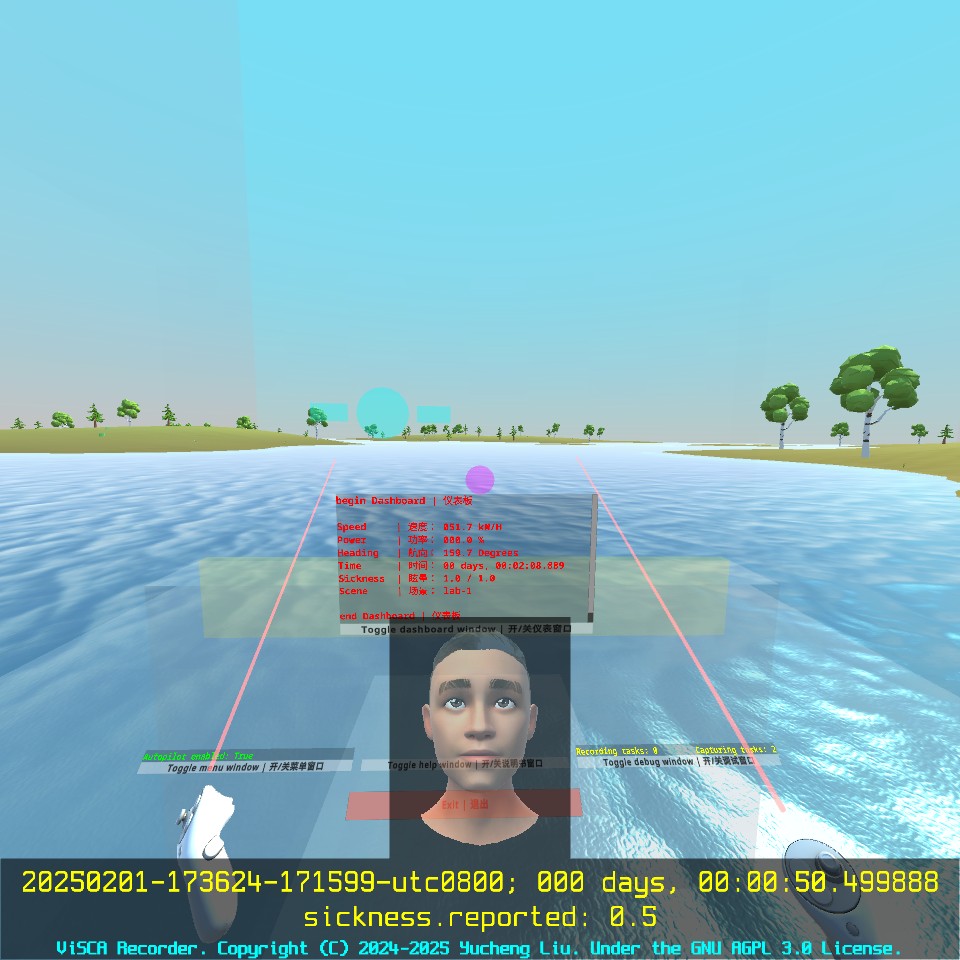 begin Dashboard | 仪表板
Speed | 速度: 051.7 kW/H
Power | 功率: 000.0 %
Heading | 航向: 159.7 Degrees
Time | 时间: 00 days, 00:02:08.889
Sickness | 眩晕: 1.0 / 1.0
Scene | 场景: lab-1
end Dashboard | 仪表板
Toggle dashboard window | 开/关仪表窗口
Autopilot enabled: True
Toggle menu window | 开/关菜单窗口
Toggle help window | 开/关说明书窗口
Recording tasks: 0 Capturing tasks: 2
Toggle debug window | 开/关调试窗口
Exit | 退出
20250201-173624-171599-utc0800; 000 days, 00:00:50.499888
sickness.reported: 0.5
ViSCA Recorder. Copyright (C) 2024-2025 Yucheng Liu. Under the GNU AGPL 3.0 License.